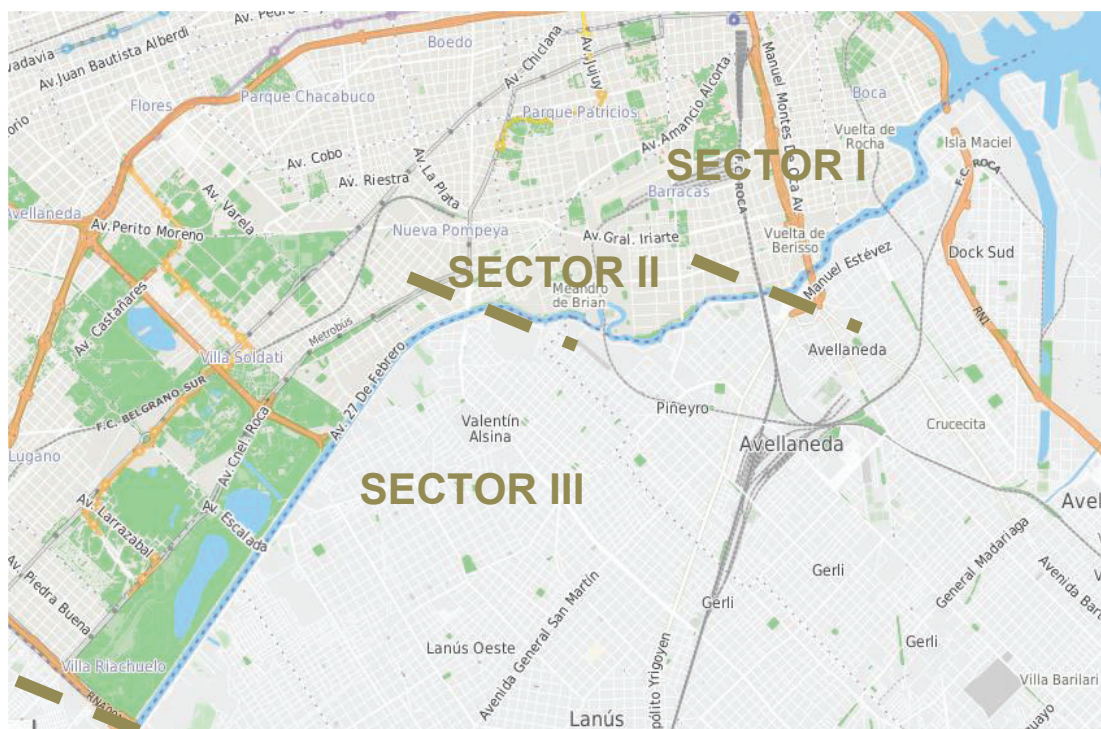 Av. Pedro
vadavia
Av.Juan Bautista Alberdi
Boedo
Av. Chiclana
Av. Jujuy
Flores
Parque Chacabuco
Parque Patricios
Av. Amancio Alcorta
Manuel Montes De Oca Av.
Boca
Vuelta de
Rocha
Isla Maciel
F.C. ROCA
F.C. ROCA
SECTOR I
Av. Cobo
Av. Riestra
Av. La Plata
Av. Varela
Barracas
Avellaneda
Av.Perito Moreno
Nueva Pompeya
Av.Gral. Iriarte
Vuelta de
Berisso
Manuel Estévez
Dock Sud
RN1
SECTOR II
Meandro
de Brian
Av. Castañares
Metrobus
Villa Soldati
Av. 27 De Febrero
Avellaneda
F.C. BELGRANO SUR
Av. Cnel. Roca
Piñeyro
Valentín
Alsina
Crucecita
Avellaneda
Lugano
SECTOR III
Avel
Av. Larrazabal
Av. Escalada
General Madariaga
Avenida Bart
Av. Piedra Buena
Gerli
Gerli
Gerli
Avenida General San Martín
Lanús Oeste
pólito Yrigoyen
Villa Riachuelo
Villa Barilari
Lanús
guayo